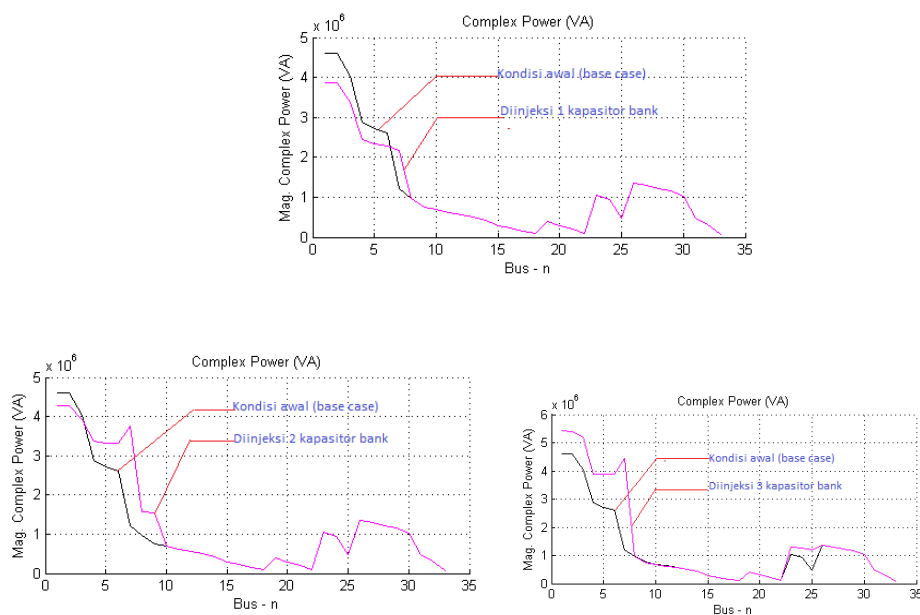 Complex Power (VA)
x 10^6
5
4
3
2
1
0
Mag. Complex Power (VA)
Kondisi awal (base case)
Diinjeksi 1 kapasitor bank
0 5 10 15 20 25 30 35
Bus - n
Complex Power (VA)
x 10^6
5
4
3
2
1
0
Mag. Complex Power (VA)
Kondisi awal (base case)
Diinjeksi 2 kapasitor bank
0 5 10 15 20 25 30 35
Bus - n
Complex Power (VA)
x 10^6
6
5
4
3
2
1
0
Mag. Complex Power (VA)
Kondisi awal (base case)
Diinjeksi 3 kapasitor bank
0 5 10 15 20 25 30 35
Bus - n